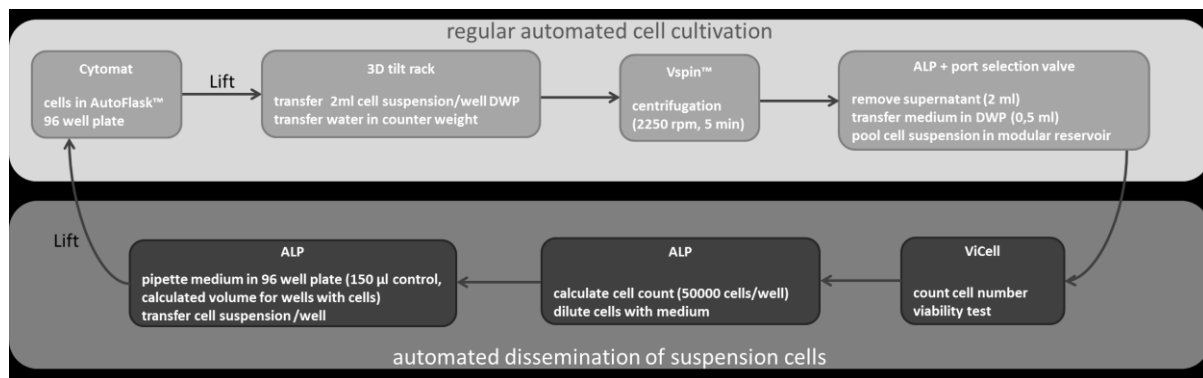 regular automated cell cultivation
Cytomat
cells in AutoFlask™
96 well plate
Lift
3D tilt rack
transfer 2ml cell suspension/well DWP
transfer water in counter weight
Vspin™
centrifugation
(2250 rpm, 5 min)
ALP + port selection valve
remove supernatant (2 ml)
transfer medium in DWP (0,5 ml)
pool cell suspension in modular reservoir
ViCell
count cell number
viability test
ALP
calculate cell count (50000 cells/well)
dilute cells with medium
ALP
pipette medium in 96 well plate (150 µl control,
calculated volume for wells with cells)
transfer cell suspension /well
Lift
automated dissemination of suspension cells